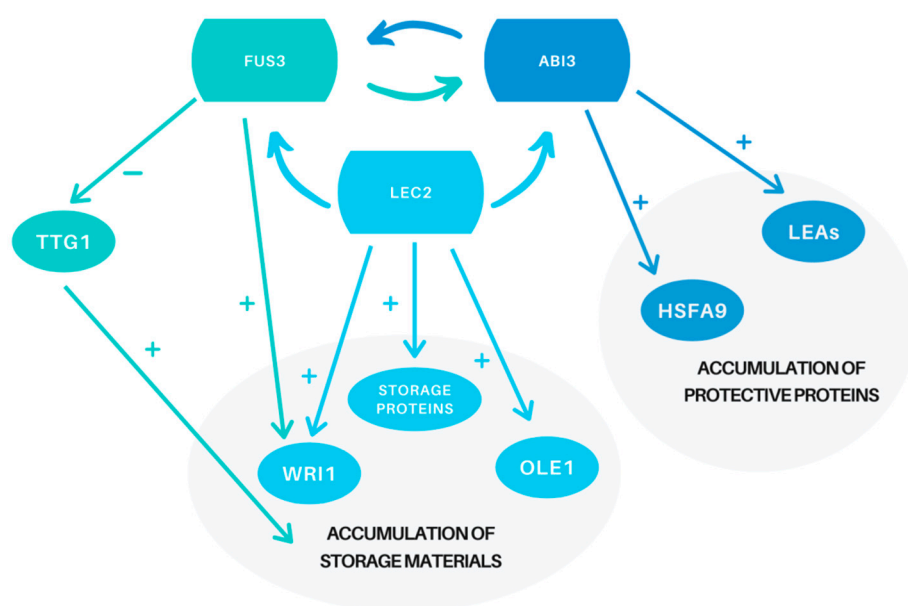 FUS3
ABI3
LEC2
−
+
+
TTG1
LEAs
HSFA9
+
+
+
+
+
+
STORAGE
PROTEINS
WRI1
OLE1
ACCUMULATION OF
PROTECTIVE PROTEINS
ACCUMULATION OF
STORAGE MATERIALS